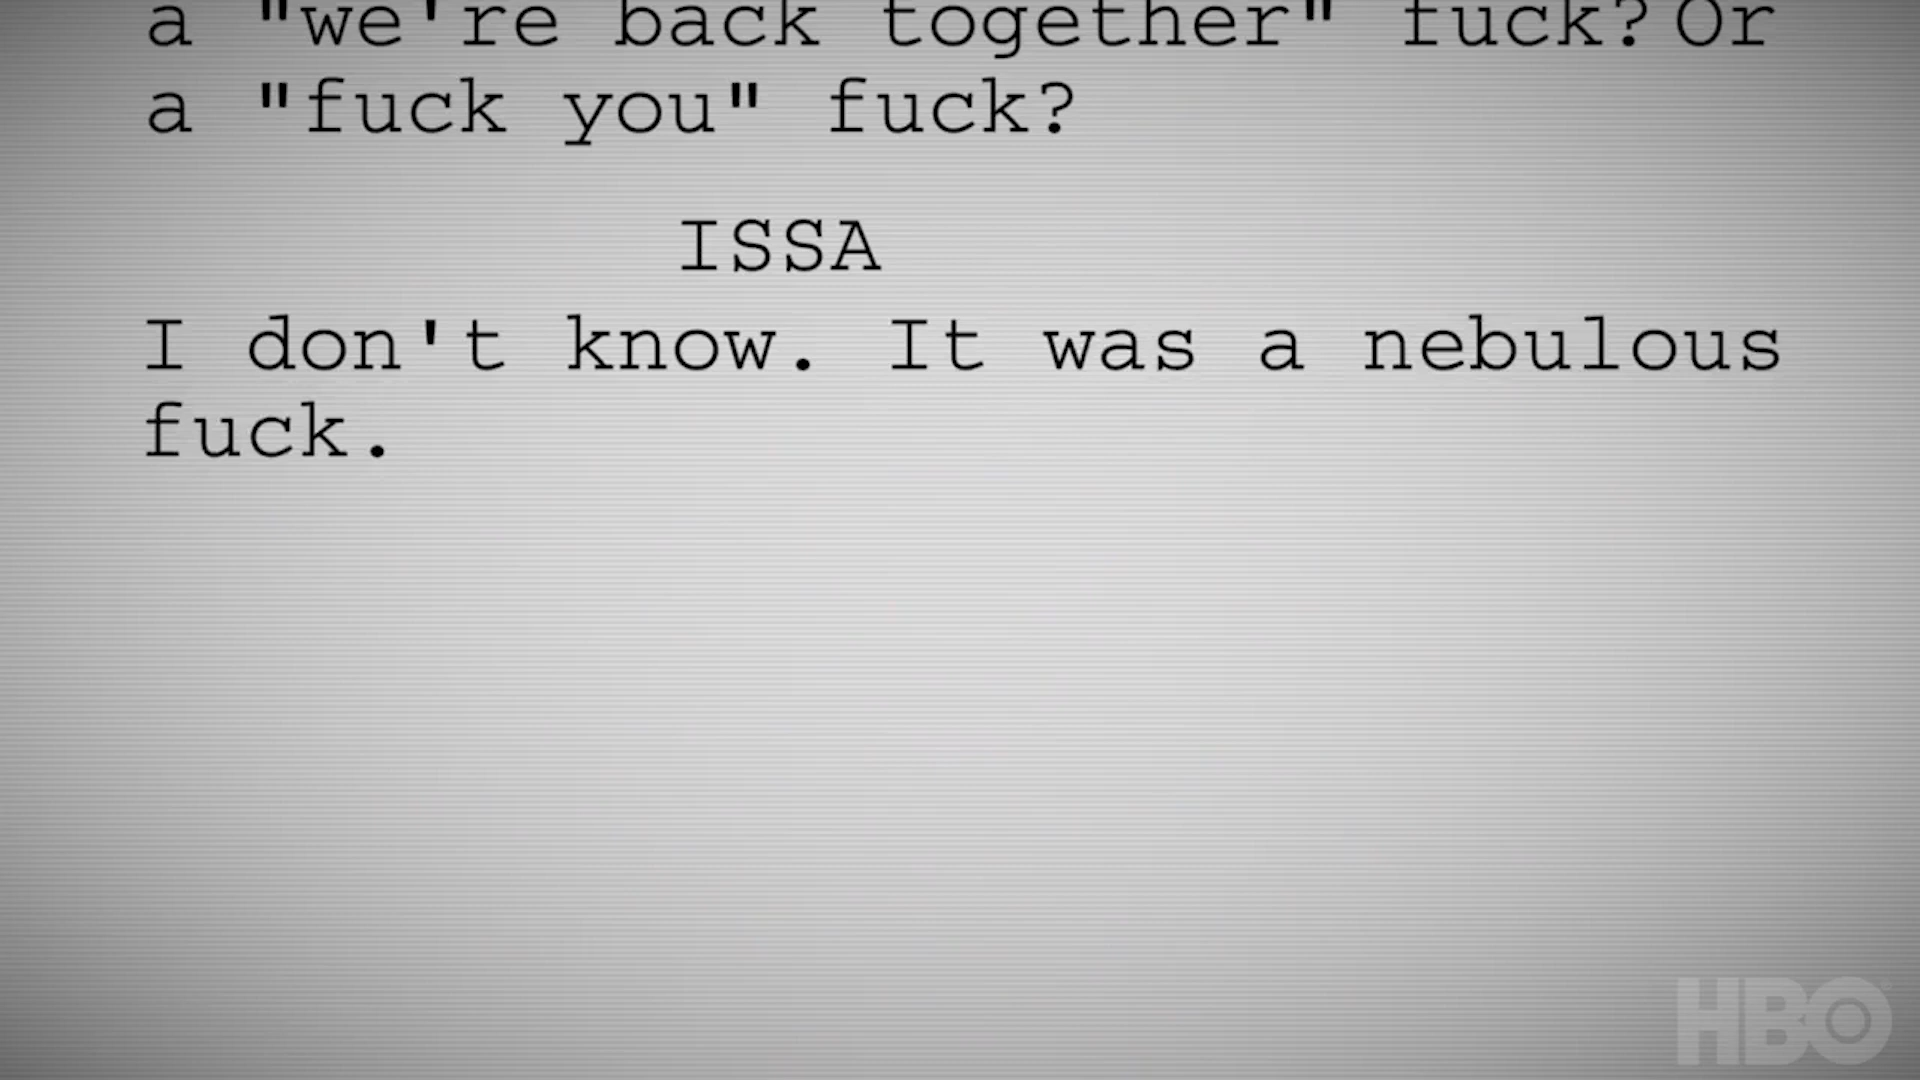 a "we're back together" fuck? Or
a "fuck you" fuck?
ISSA
I don't know. It was a nebulous
fuck.
HBO